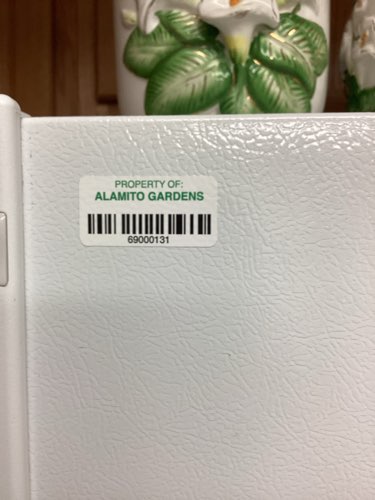 PROPERTY OF:
ALAMITO GARDENS
69000131